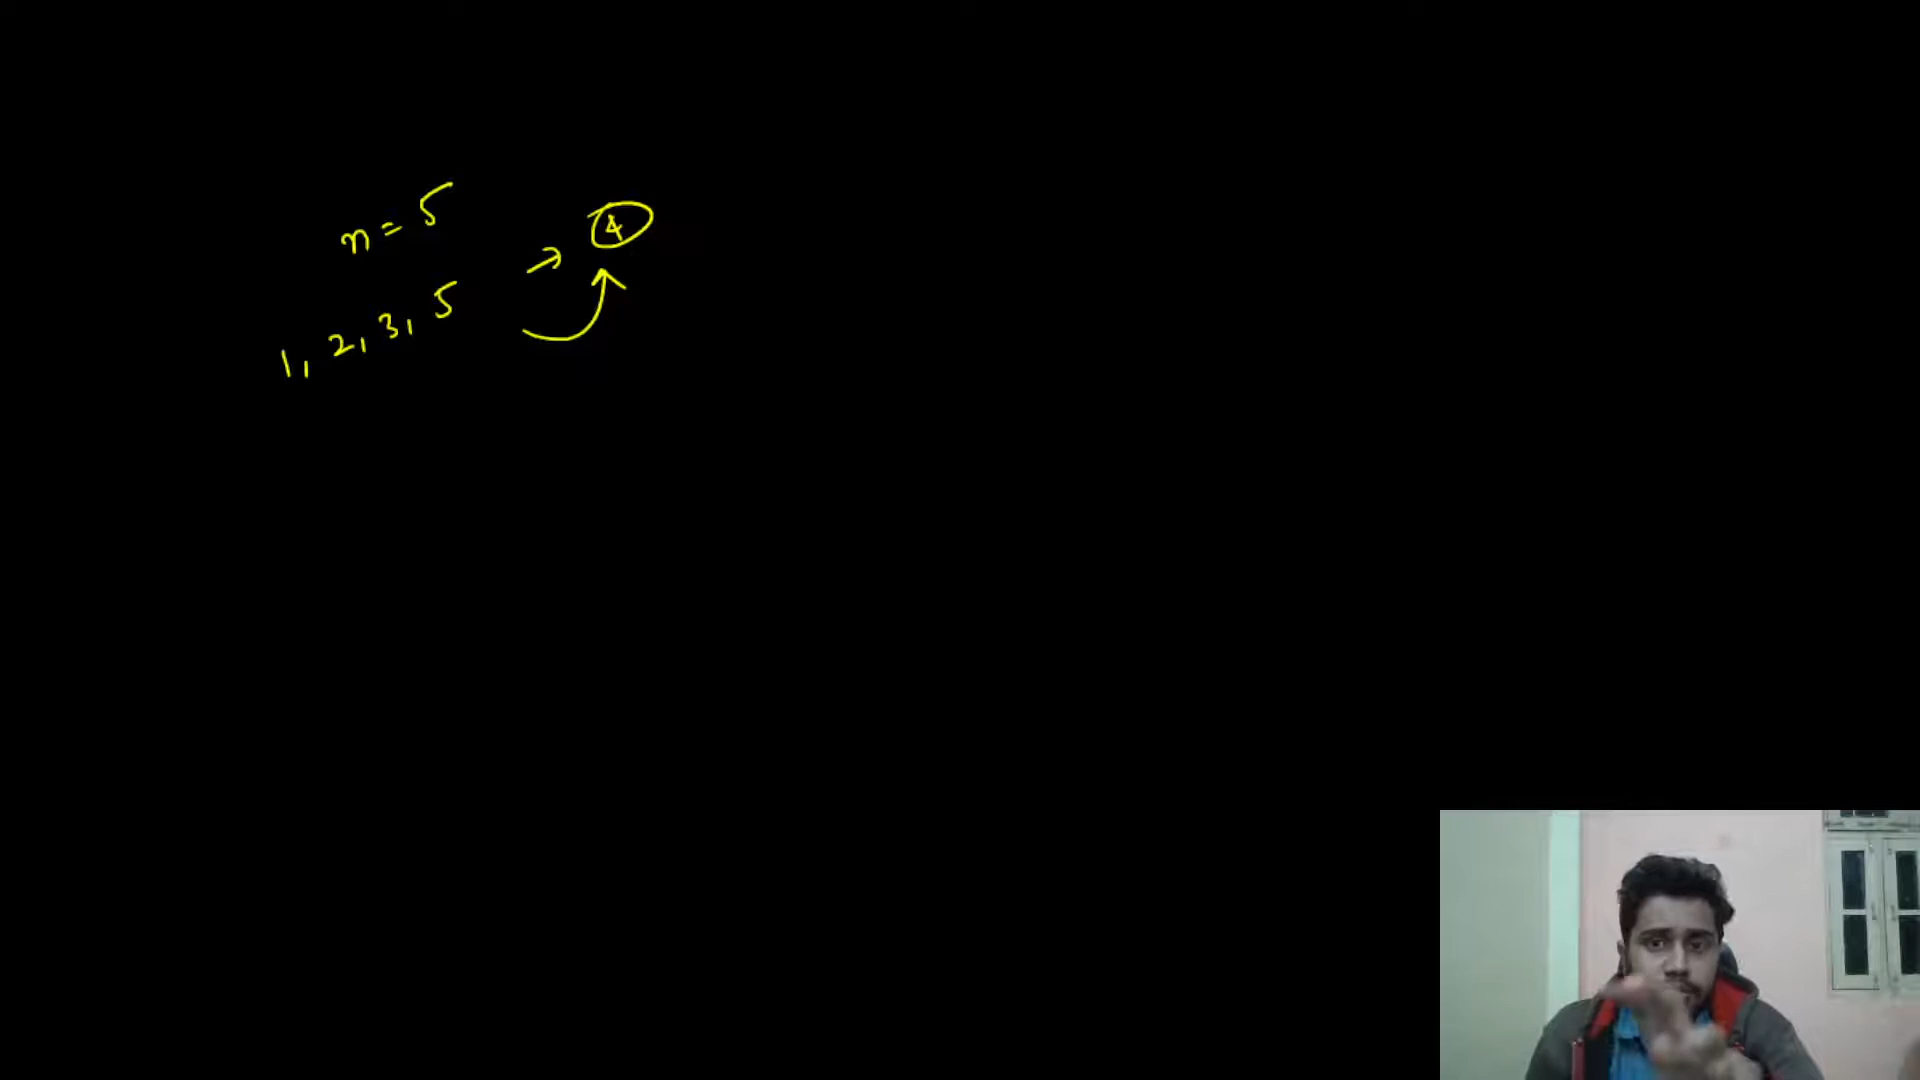 n = 5
→ 4
1, 2, 3, 5